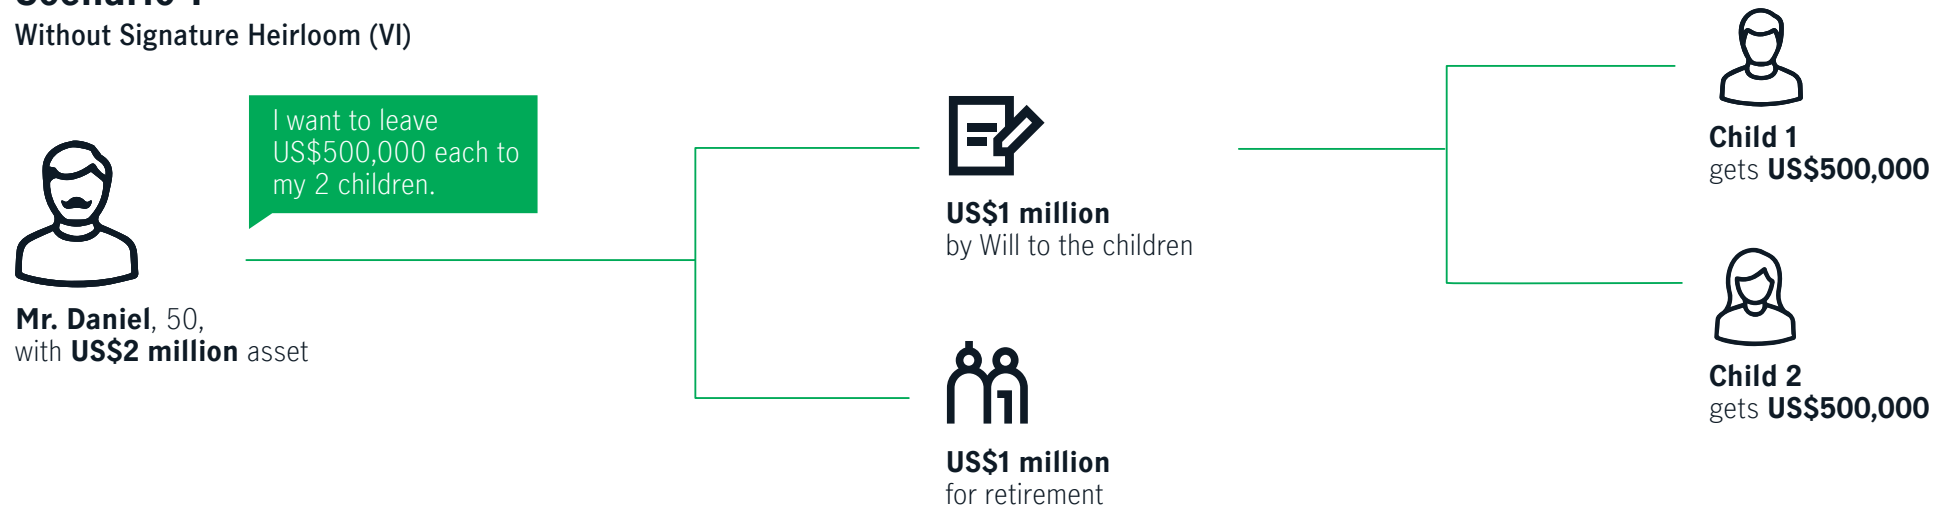 Without Signature Heirloom (VI)
I want to leave
US$500,000 each to
my 2 children.
Mr. Daniel, 50,
with US$2 million asset
US$1 million
by Will to the children
US$1 million
for retirement
Child 1
gets US$500,000
Child 2
gets US$500,000